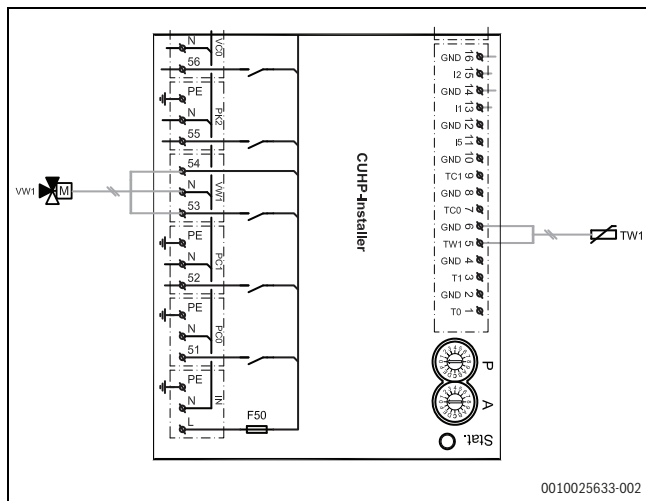 N
VC0
56
PE
N
PK2
55
54
N
VW1
53
PE
N
PC1
52
PE
N
PC0
51
PE
N
IN
L
F50
VW1
M
CUHP-Installer
GND 16
I2 15
GND 14
I1 13
GND 12
I5 11
GND 10
TC1 9
GND 8
TC0 7
GND 6
TW1 5
GND 4
T1 3
GND 2
T0 1
TW1
P
A
Stat.
0010025633-002